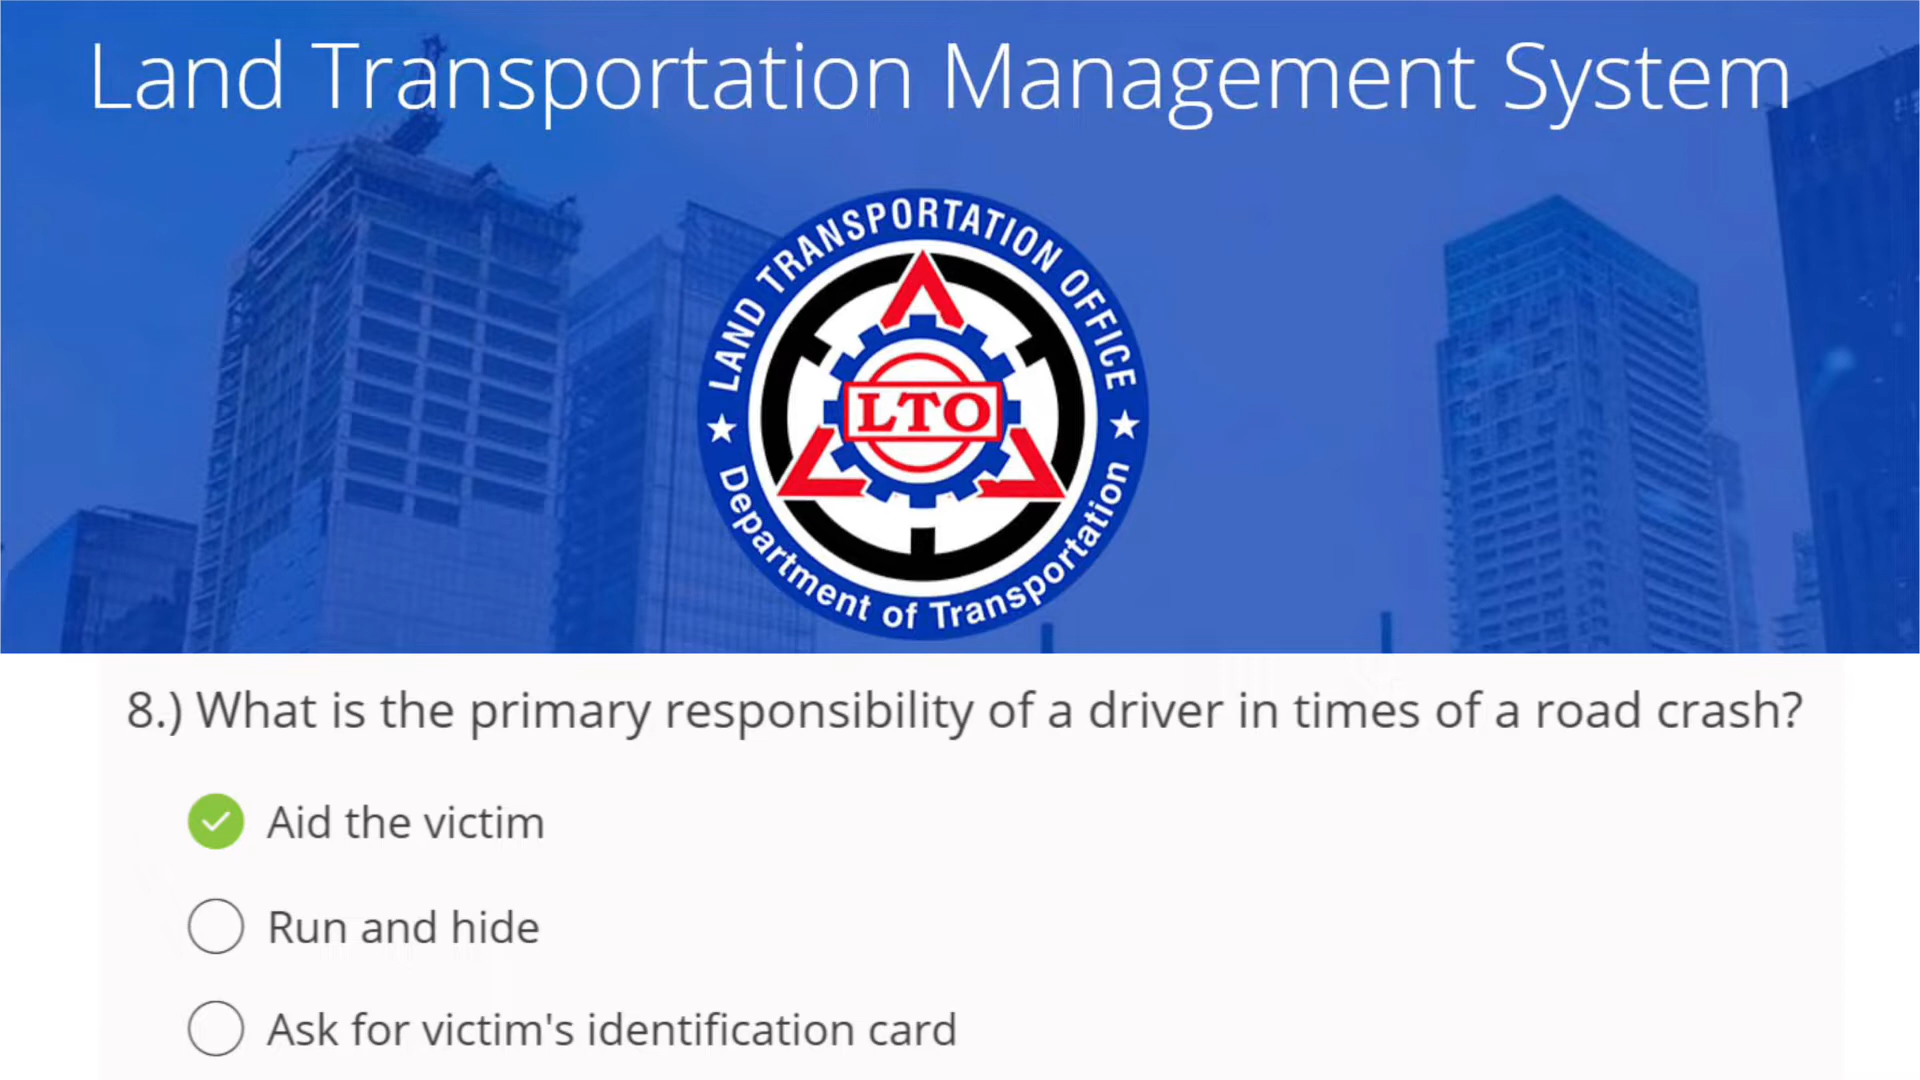 Land Transportation Management System
LAND TRANSPORTATION OFFICE
LTO
Department of Transportation
8.) What is the primary responsibility of a driver in times of a road crash?
Aid the victim
Run and hide
Ask for victim's identification card